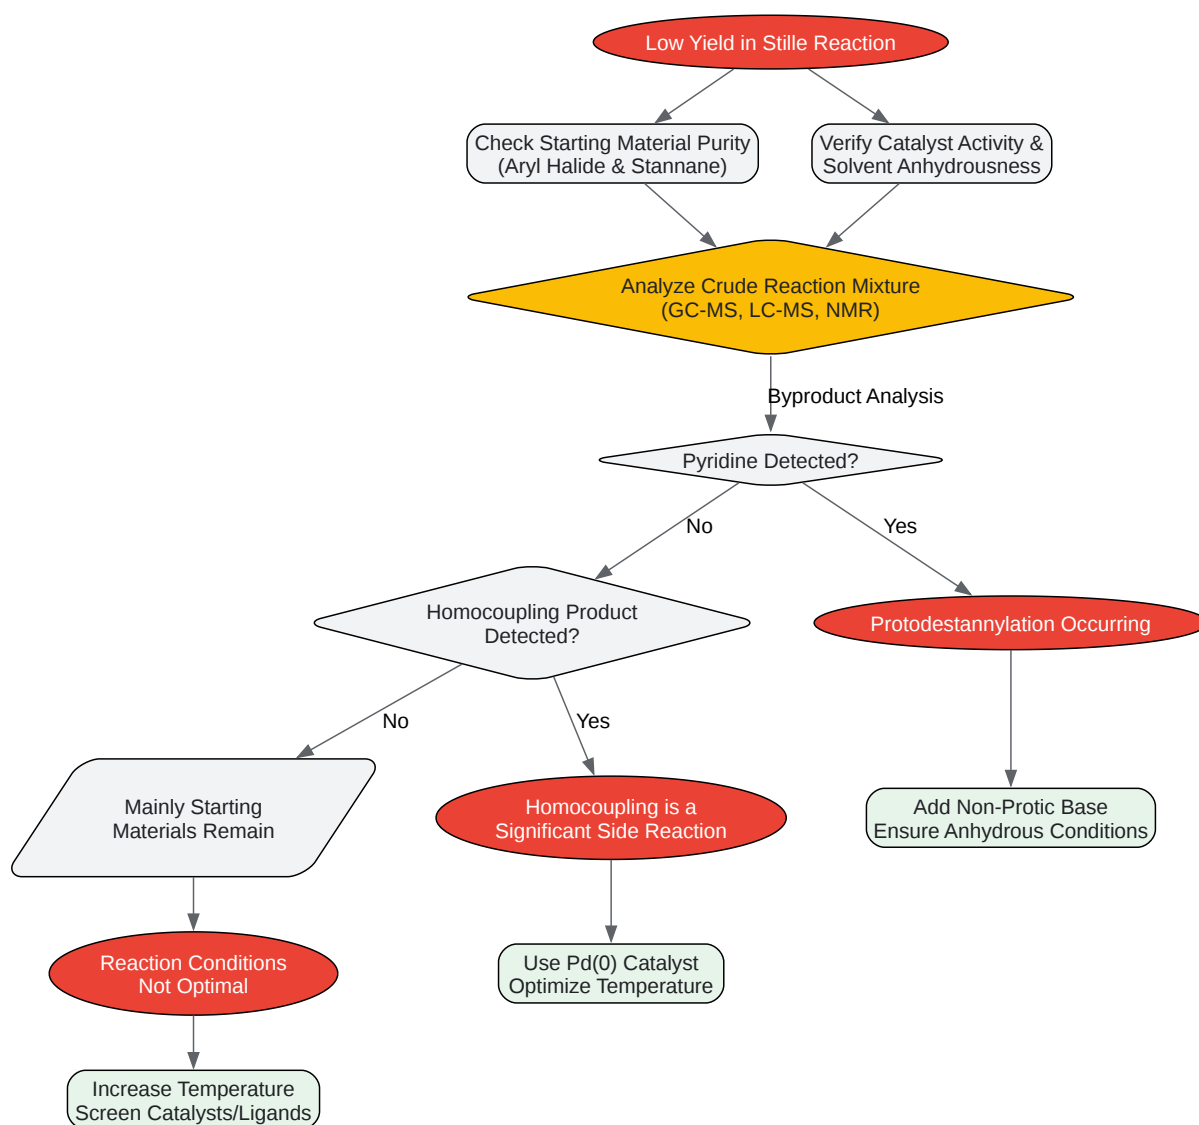 Low Yield in Stille Reaction
Check Starting Material Purity
(Aryl Halide & Stannane)
Verify Catalyst Activity &
Solvent Anhydrousness
Analyze Crude Reaction Mixture
(GC-MS, LC-MS, NMR)
Byproduct Analysis
Pyridine Detected?
No
Yes
Homocoupling Product
Detected?
Protodestannylation Occurring
No
Yes
Mainly Starting
Materials Remain
Homocoupling is a
Significant Side Reaction
Add Non-Protic Base
Ensure Anhydrous Conditions
Reaction Conditions
Not Optimal
Use Pd(0) Catalyst
Optimize Temperature
Increase Temperature
Screen Catalysts/Ligands